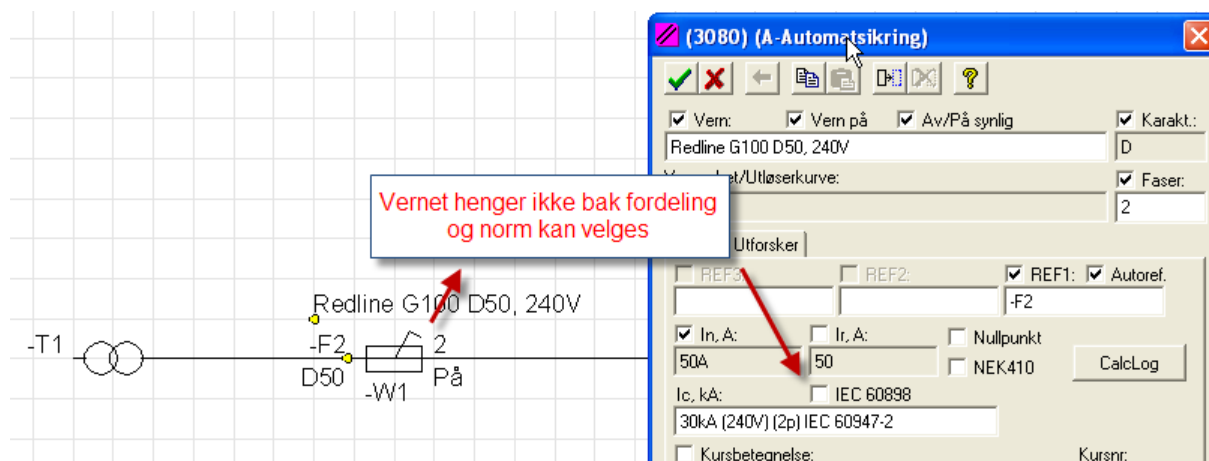 (3080) (A-Automatsikring)
Vern:
Vern på
Av/På synlig
Karakt.:
Redline G100 D50, 240V
D
et/Utløserkurve:
Faser:
2
Vernet henger ikke bak fordeling
og norm kan velges
Utforsker
REF3:
REF2:
REF1:
Autoref.
-F2
In, A:
Ir, A:
Nullpunkt
50A
50
NEK410
CalcLog
Ic, kA:
IEC 60898
30kA (240V) (2p) IEC 60947-2
Kursbetegnelse:
Kursnr:
Redline G100 D50, 240V
-T1
-F2
2
D50
-W1
På